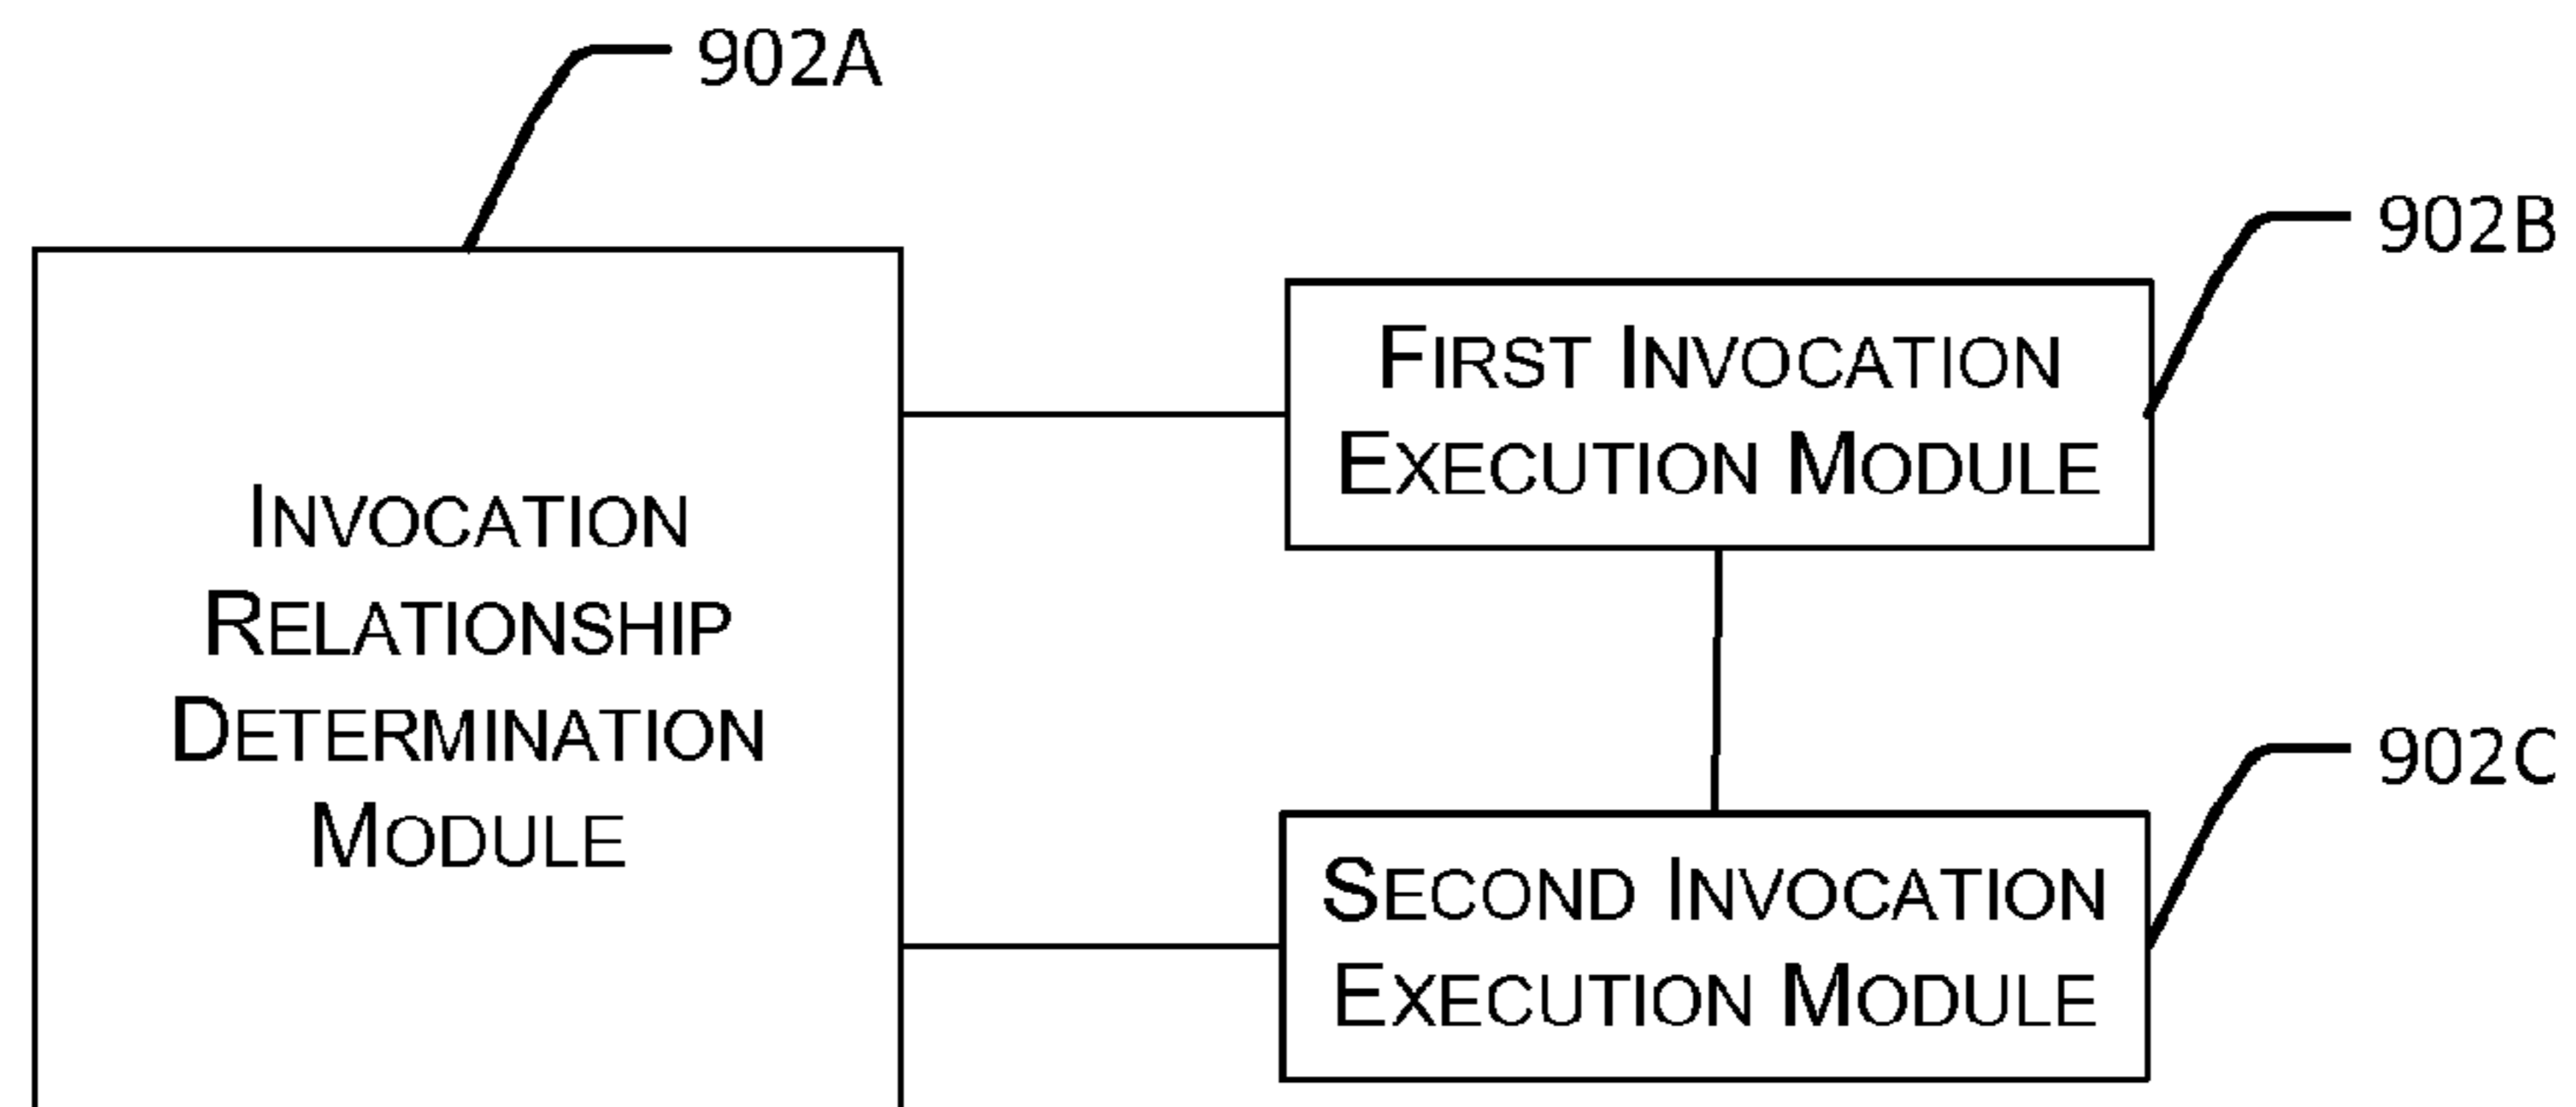 902A
902B
FIRST INVOCATION
EXECUTION MODULE
INVOCATION
RELATIONSHIP
DETERMINATION
MODULE
902C
SECOND INVOCATION
EXECUTION MODULE